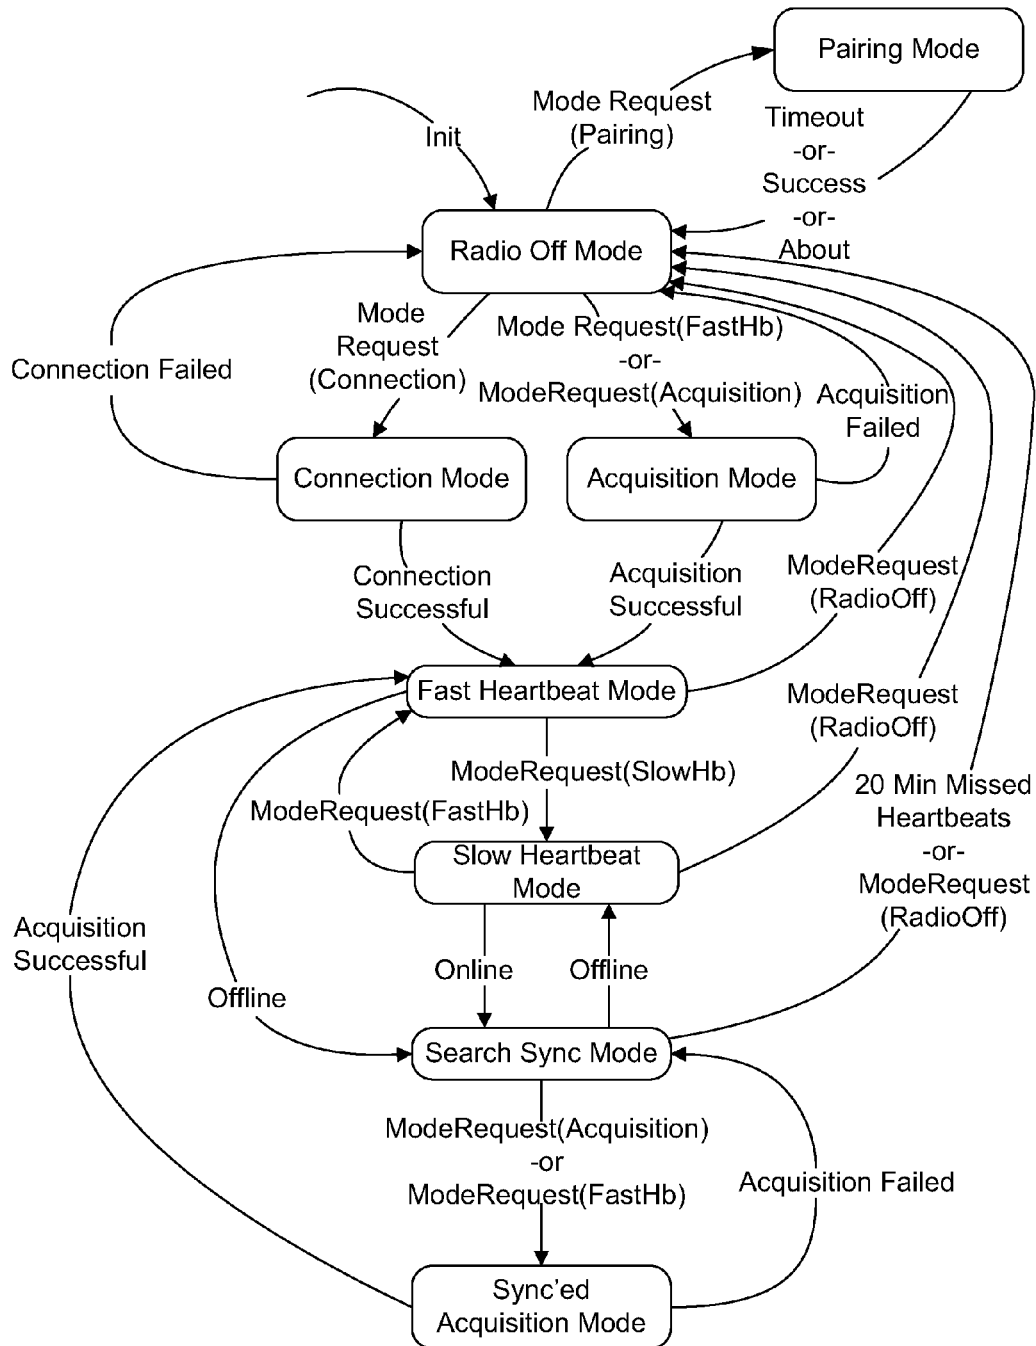 Pairing Mode
Mode Request
(Pairing)
Init
Timeout
-or-
Success
-or-
About
Radio Off Mode
Mode
Request
(Connection)
Mode Request(FastHb)
-or-
ModeRequest(Acquisition)
Connection Failed
Acquisition
Failed
Connection Mode
Acquisition Mode
Connection
Successful
Acquisition
Successful
ModeRequest
(RadioOff)
Fast Heartbeat Mode
ModeRequest
(RadioOff)
ModeRequest(SlowHb)
ModeRequest(FastHb)
20 Min Missed
Heartbeats
-or-
ModeRequest
(RadioOff)
Slow Heartbeat
Mode
Acquisition
Successful
Online
Offline
Offline
Search Sync Mode
ModeRequest(Acquisition)
-or
ModeRequest(FastHb)
Acquisition Failed
Sync'ed
Acquisition Mode